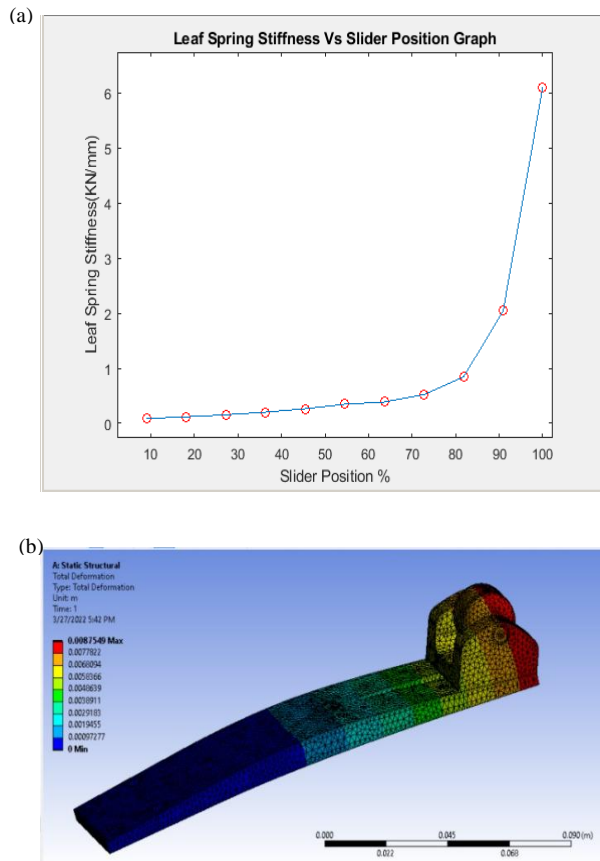 (a)
Leaf Spring Stiffness Vs Slider Position Graph
Leaf Spring Stiffness(KN/mm)
6
5
4
3
2
1
0
10 20 30 40 50 60 70 80 90 100
Slider Position %
(b)
A: Static Structural
Total Deformation
Type: Total Deformation
Unit: m
Time: 1
3/27/2022 5:42 PM
0.0087549 Max
0.0077822
0.0068094
0.0058366
0.0048639
0.0038911
0.0029183
0.0019455
0.00097277
0 Min
0.000 0.045 0.090 (m)
0.022 0.068